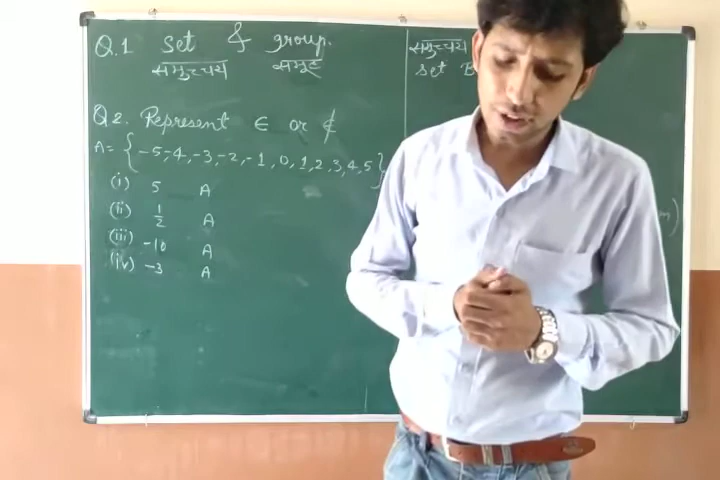 Q.1 set & group.
समुच्चय समूह
Q.2. Represent ∈ or ∉
A= { -5,-4,-3,-2,-1,0,1,2,3,4,5}
(i) 5 A
(ii) 1/2 A
(iii) -10 A
(iv) -3 A
समुच्चय
set